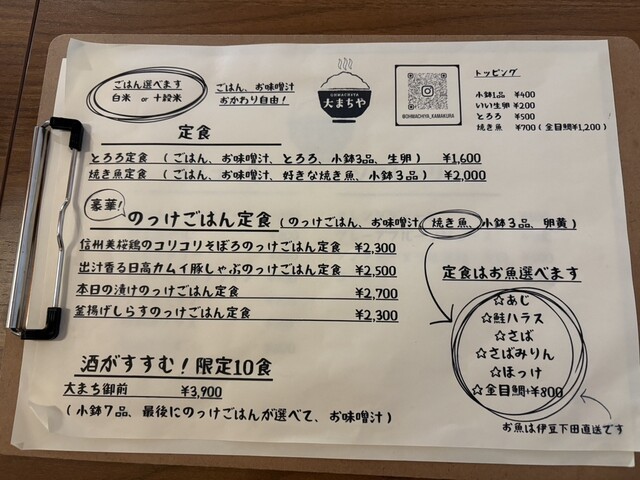 ごはん選べます
白米 or 十穀米
ごはん、お味噌汁
おかわり自由！
OHMACHIYA
大まちや
@OHMACHIYA_KAMAKURA
トッピング
小鉢1品 ¥400
いい生卵 ¥200
とろろ ¥500
焼き魚 ¥700（金目鯛¥1,200）
定食
とろろ定食（ごはん、お味噌汁、とろろ、小鉢3品、生卵） ¥1,600
焼き魚定食（ごはん、お味噌汁、好きな焼き魚、小鉢3品） ¥2,000
豪華！
のっけごはん定食（のっけごはん、お味噌汁、焼き魚、小鉢3品、卵黄）
信州美桜鶏のコリコリそぼろのっけごはん定食 ¥2,300
出汁香る日高カムイ豚しゃぶのっけごはん定食 ¥2,500
本日の漬けのっけごはん定食 ¥2,700
釜揚げしらすのっけごはん定食 ¥2,300
定食はお魚選べます
☆あじ
☆鮭ハラス
☆さば
☆さばみりん
☆ほっけ
☆金目鯛+¥800
お魚は伊豆下田直送です
酒がすすむ！限定10食
大まち御前 ¥3,900
（小鉢7品、最後にのっけごはんが選べて、お味噌汁）